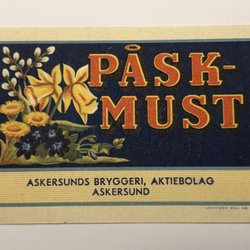 PÅSK-
MUST
ASKERSUNDS BRYGGERI, AKTIEBOLAG
ASKERSUND